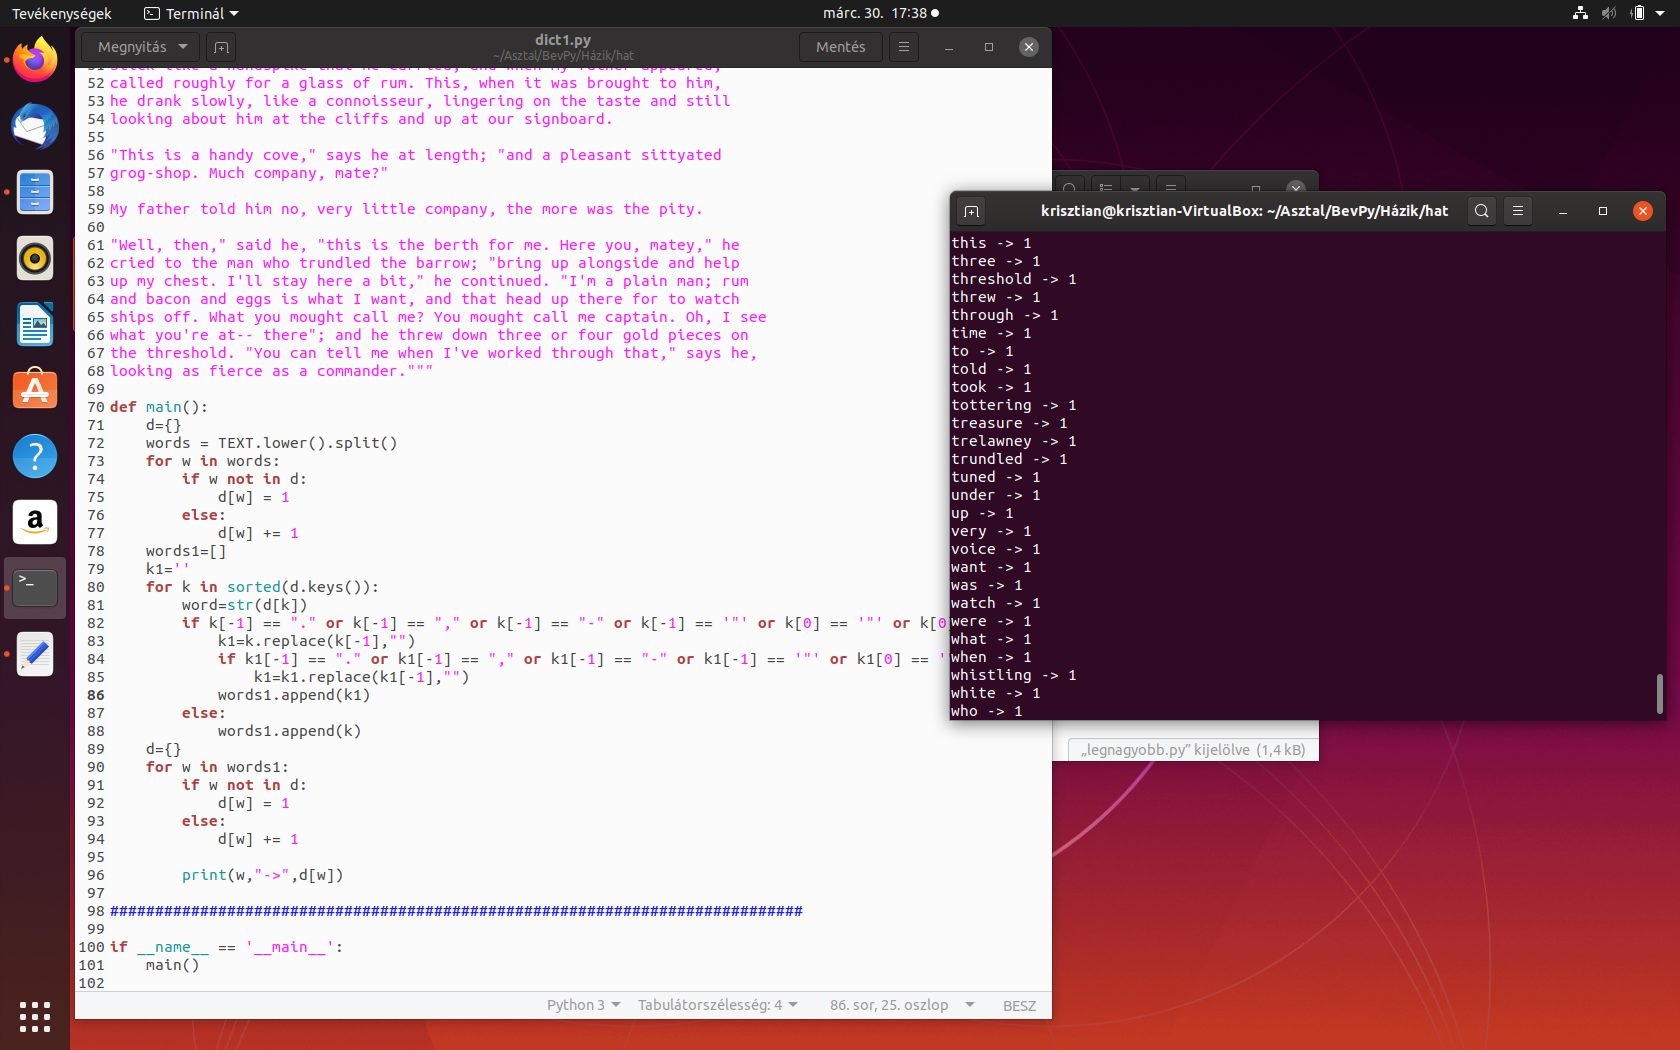 Tevékenységek
Terminál
márc. 30. 17:38
Megnyitás
dict1.py
~/Asztal/BevPy/Házik/hat
Mentés
52 called roughly for a glass of rum. This, when it was brought to him,
53 he drank slowly, like a connoisseur, lingering on the taste and still
54 looking about him at the cliffs and up at our signboard.
55
56 "This is a handy cove," says he at length; "and a pleasant sittyated
57 grog-shop. Much company, mate?"
58
59 My father told him no, very little company, the more was the pity.
60
61 "Well, then," said he, "this is the berth for me. Here you, matey," he
62 cried to the man who trundled the barrow; "bring up alongside and help
63 up my chest. I'll stay here a bit," he continued. "I'm a plain man; rum
64 and bacon and eggs is what I want, and that head up there for to watch
65 ships off. What you mought call me? You mought call me captain. Oh, I see
66 what you're at-- there"; and he threw down three or four gold pieces on
67 the threshold. "You can tell me when I've worked through that," says he,
68 looking as fierce as a commander."""
69
70 def main():
71     d={}
72     words = TEXT.lower().split()
73     for w in words:
74         if w not in d:
75             d[w] = 1
76         else:
77             d[w] += 1
78     words1=[]
79     k1=''
80     for k in sorted(d.keys()):
81         word=str(d[k])
82         if k[-1] == "." or k[-1] == "," or k[-1] == "-" or k[-1] == '"' or k[0] == '"' or k[0
83             k1=k.replace(k[-1],"")
84             if k1[-1] == "." or k1[-1] == "," or k1[-1] == "-" or k1[-1] == '"' or k1[0] == '
85                 k1=k1.replace(k1[-1],"")
86             words1.append(k1)
87         else:
88             words1.append(k)
89     d={}
90     for w in words1:
91         if w not in d:
92             d[w] = 1
93         else:
94             d[w] += 1
95
96         print(w,"->",d[w])
97
98 #############################################################################
99
100 if __name__ == '__main__':
101     main()
102
Python 3
Tabulátorszélesség: 4
86. sor, 25. oszlop
BESZ
krisztian@krisztian-VirtualBox: ~/Asztal/BevPy/Házik/hat
this -> 1
three -> 1
threshold -> 1
threw -> 1
through -> 1
time -> 1
to -> 1
told -> 1
took -> 1
tottering -> 1
treasure -> 1
trelawney -> 1
trundled -> 1
tuned -> 1
under -> 1
up -> 1
very -> 1
voice -> 1
want -> 1
was -> 1
watch -> 1
were -> 1
what -> 1
when -> 1
whistling -> 1
white -> 1
who -> 1
„legnagyobb.py" kijelölve (1,4 kB)